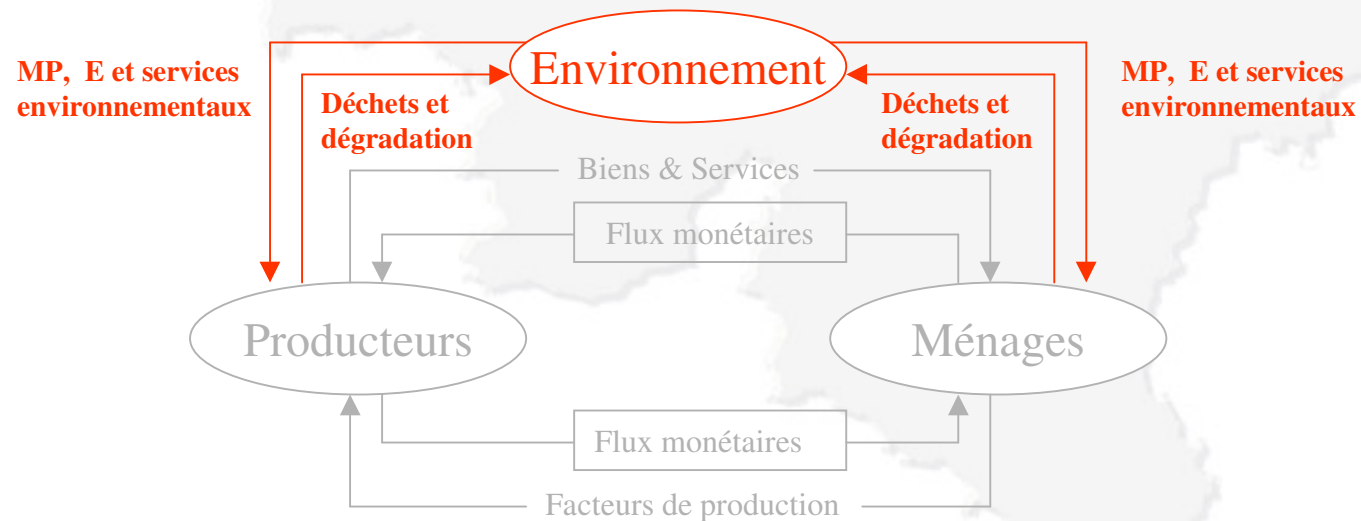 Environnement
MP, E et services
environnementaux
Déchets et
dégradation
Déchets et
dégradation
MP, E et services
environnementaux
Biens & Services
Flux monétaires
Producteurs
Ménages
Flux monétaires
Facteurs de production